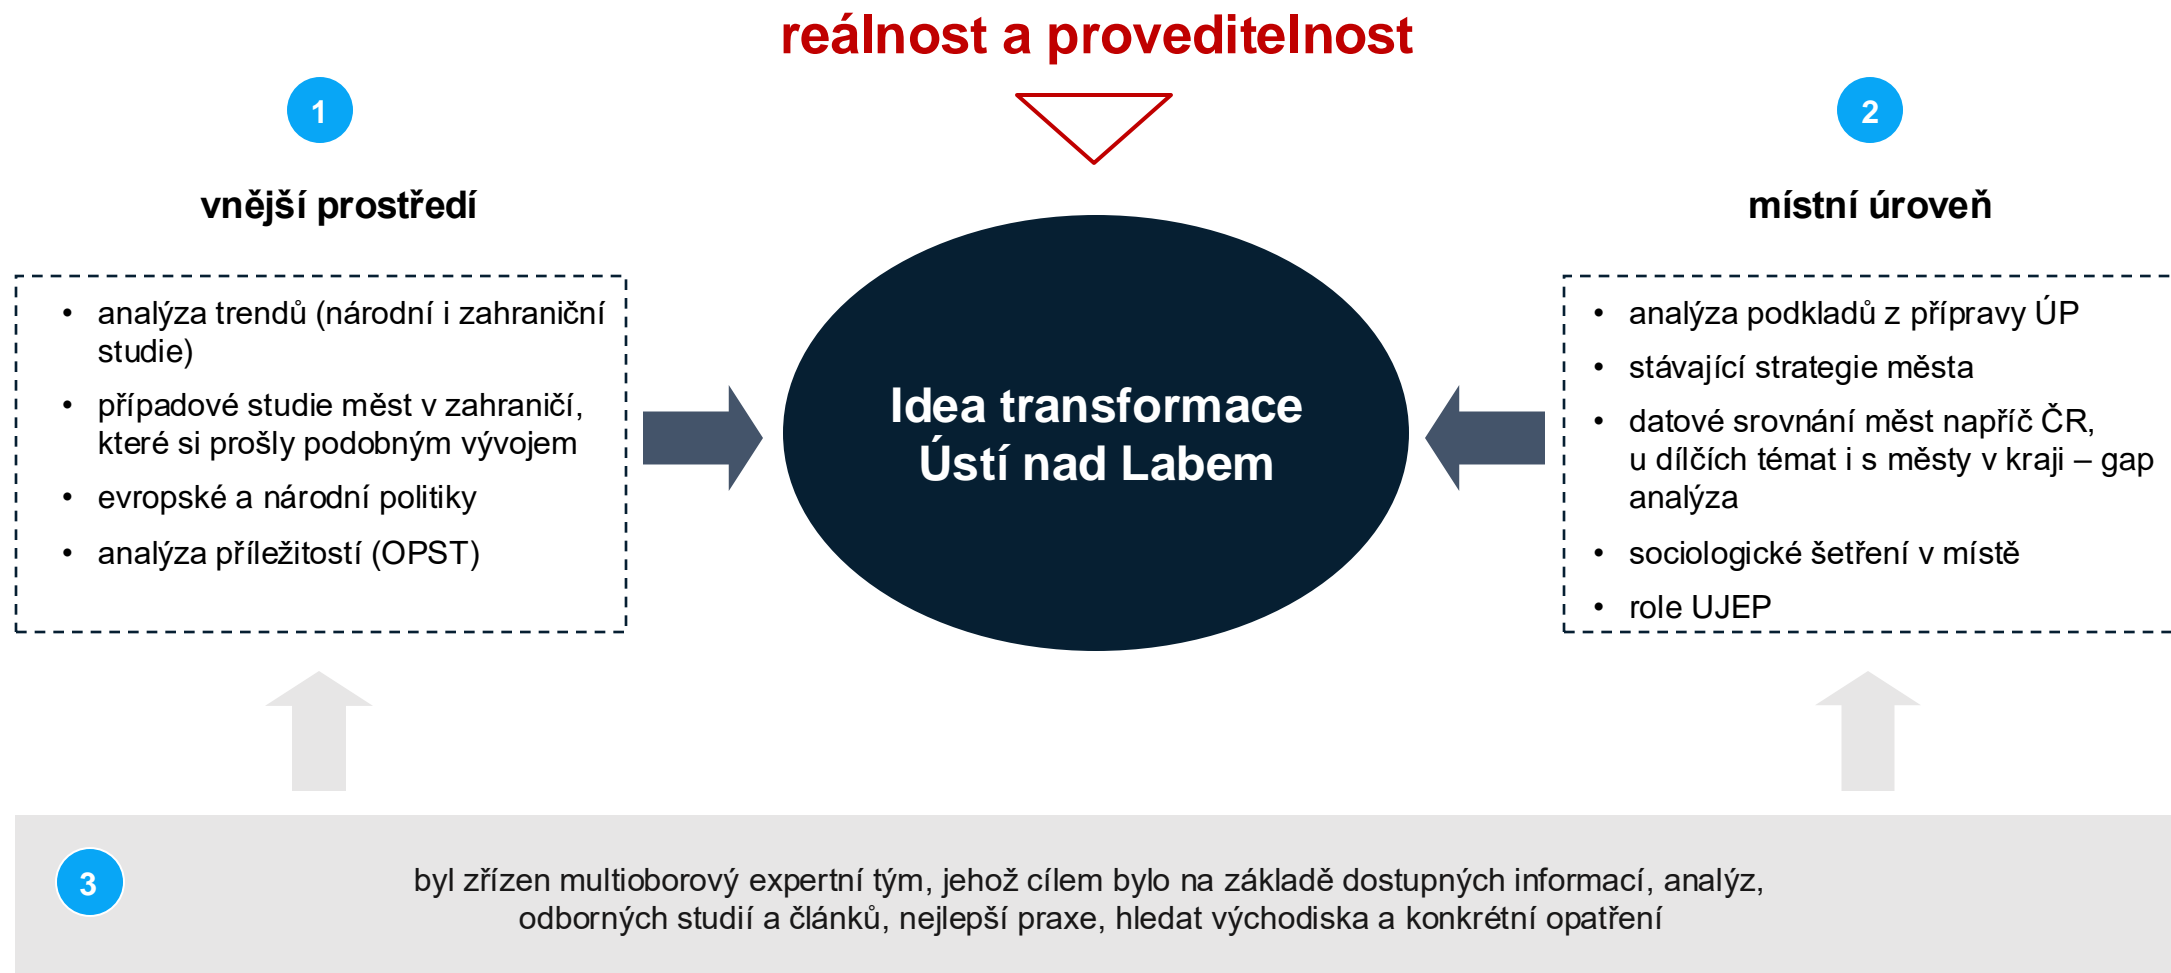 reálnost a proveditelnost
1
vnější prostředí
• analýza trendů (národní i zahraniční
studie)
• případové studie měst v zahraničí,
které si prošly podobným vývojem
• evropské a národní politiky
• analýza příležitostí (OPST)
Idea transformace
Ústí nad Labem
2
místní úroveň
• analýza podkladů z přípravy ÚP
• stávající strategie města
• datové srovnání měst napříč ČR,
u dílčích témat i s městy v kraji – gap
analýza
• sociologické šetření v místě
• role UJEP
3
byl zřízen multioborový expertní tým, jehož cílem bylo na základě dostupných informací, analýz,
odborných studií a článků, nejlepší praxe, hledat východiska a konkrétní opatření